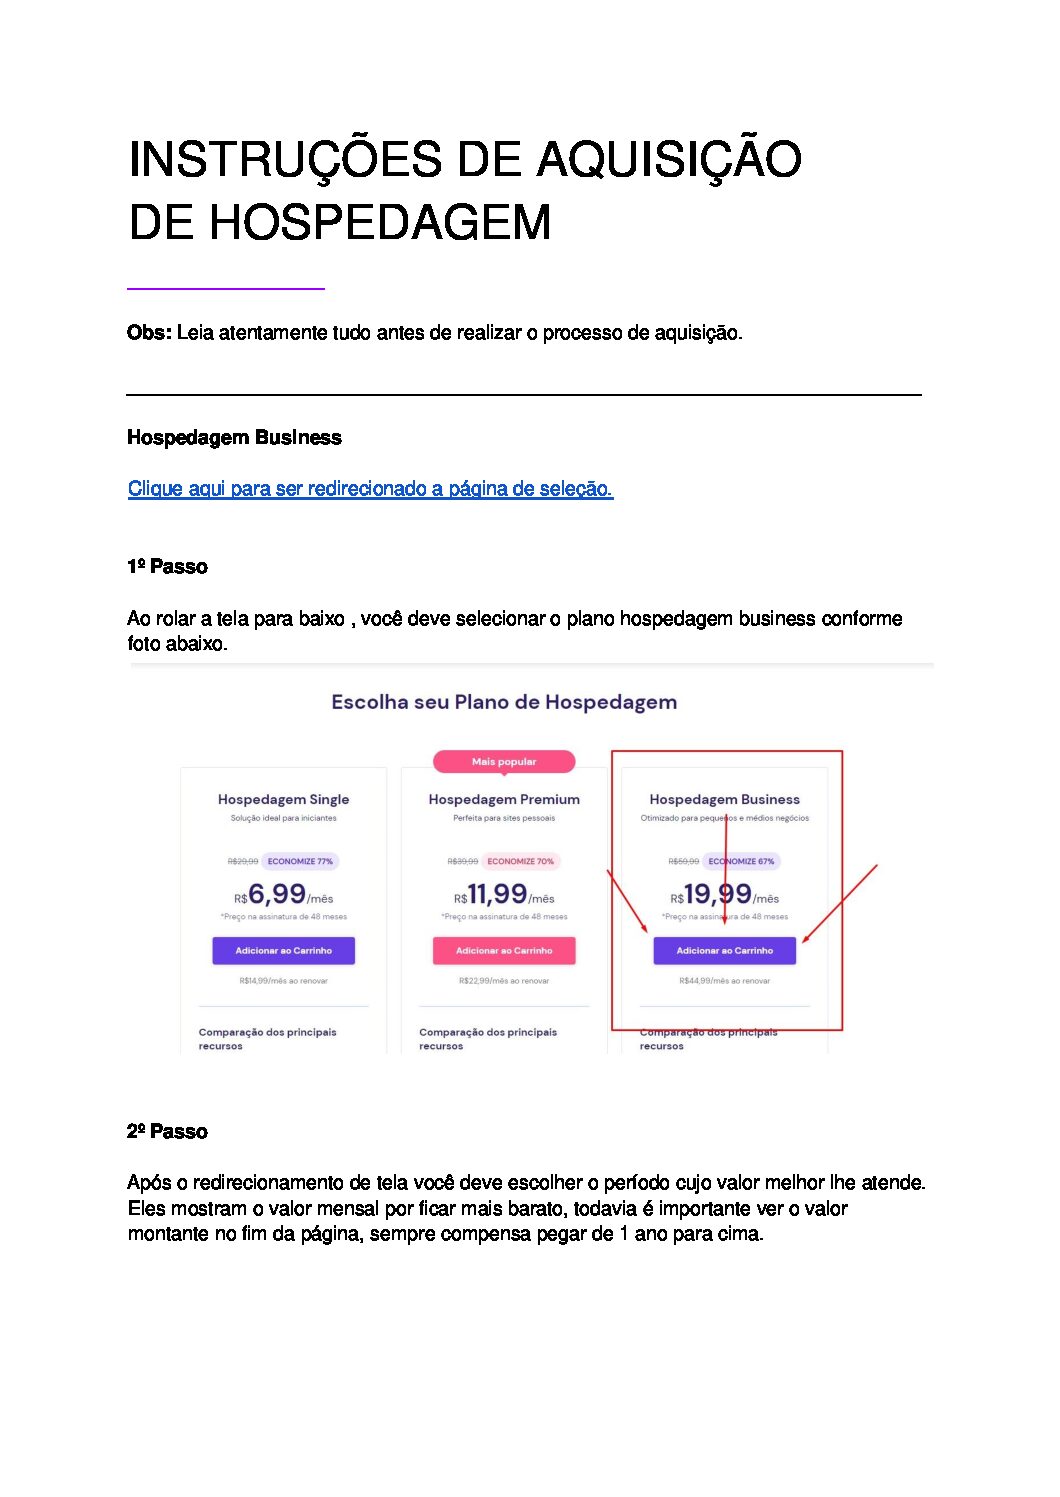 INSTRUÇÕES DE AQUISIÇÃO
DE HOSPEDAGEM
Obs: Leia atentamente tudo antes de realizar o processo de aquisição.
Hospedagem Business
Clique aqui para ser redirecionado a página de seleção.
1º Passo
Ao rolar a tela para baixo , você deve selecionar o plano hospedagem business conforme
foto abaixo.
Escolha seu Plano de Hospedagem
Mais popular
Hospedagem Single
Solução ideal para iniciantes
R$29,99 ECONOMIZE 77%
R$6,99/mês
*Preço na assinatura de 48 meses
Adicionar ao Carrinho
R$14,99/mês ao renovar
Comparação dos principais
recursos
Hospedagem Premium
Perfeita para sites pessoais
R$39,99 ECONOMIZE 70%
R$11,99/mês
*Preço na assinatura de 48 meses
Adicionar ao Carrinho
R$22,99/mês ao renovar
Comparação dos principais
recursos
Hospedagem Business
Otimizado para pequenos e médios negócios
R$59,99 ECONOMIZE 67%
R$19,99/mês
*Preço na assinatura de 48 meses
Adicionar ao Carrinho
R$44,99/mês ao renovar
Comparação dos principais
recursos
2º Passo
Após o redirecionamento de tela você deve escolher o período cujo valor melhor lhe atende.
Eles mostram o valor mensal por ficar mais barato, todavia é importante ver o valor
montante no fim da página, sempre compensa pegar de 1 ano para cima.